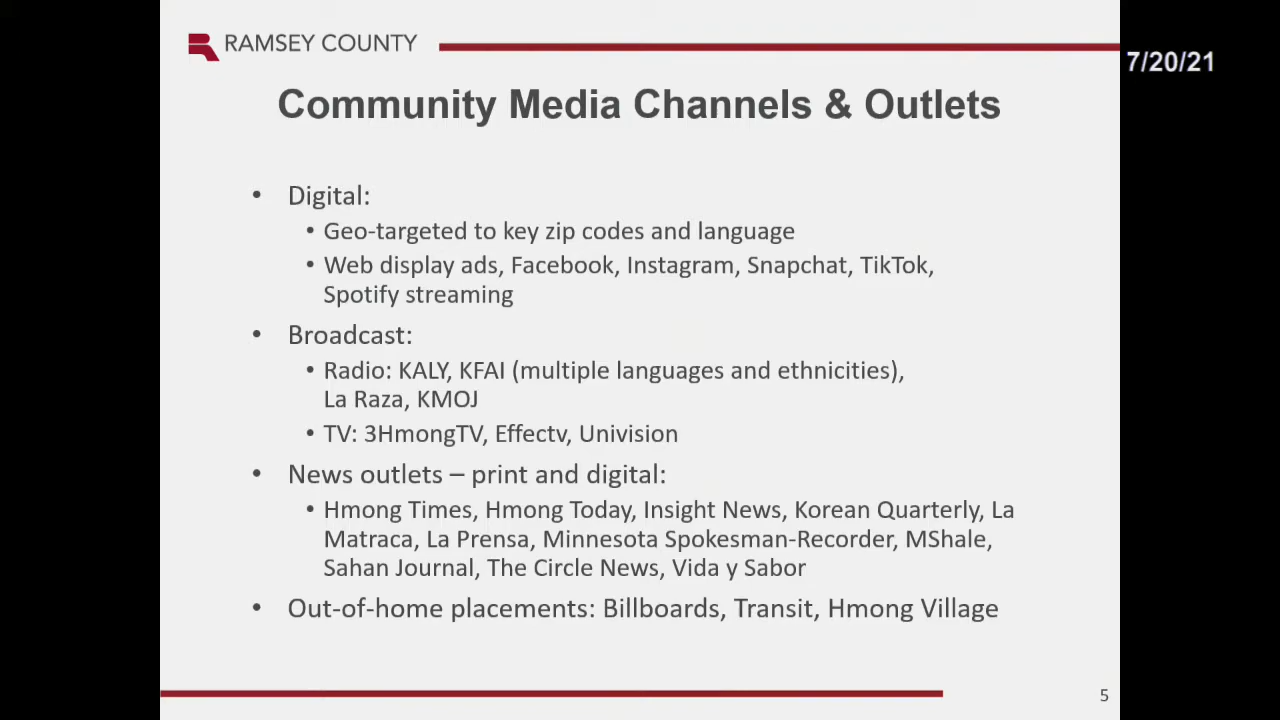 RAMSEY COUNTY
7/20/21
Community Media Channels & Outlets
• Digital:
• Geo-targeted to key zip codes and language
• Web display ads, Facebook, Instagram, Snapchat, TikTok,
Spotify streaming
• Broadcast:
• Radio: KALY, KFAI (multiple languages and ethnicities),
La Raza, KMOJ
• TV: 3HmongTV, Effectv, Univision
• News outlets – print and digital:
• Hmong Times, Hmong Today, Insight News, Korean Quarterly, La
Matraca, La Prensa, Minnesota Spokesman-Recorder, MShale,
Sahan Journal, The Circle News, Vida y Sabor
• Out-of-home placements: Billboards, Transit, Hmong Village
5